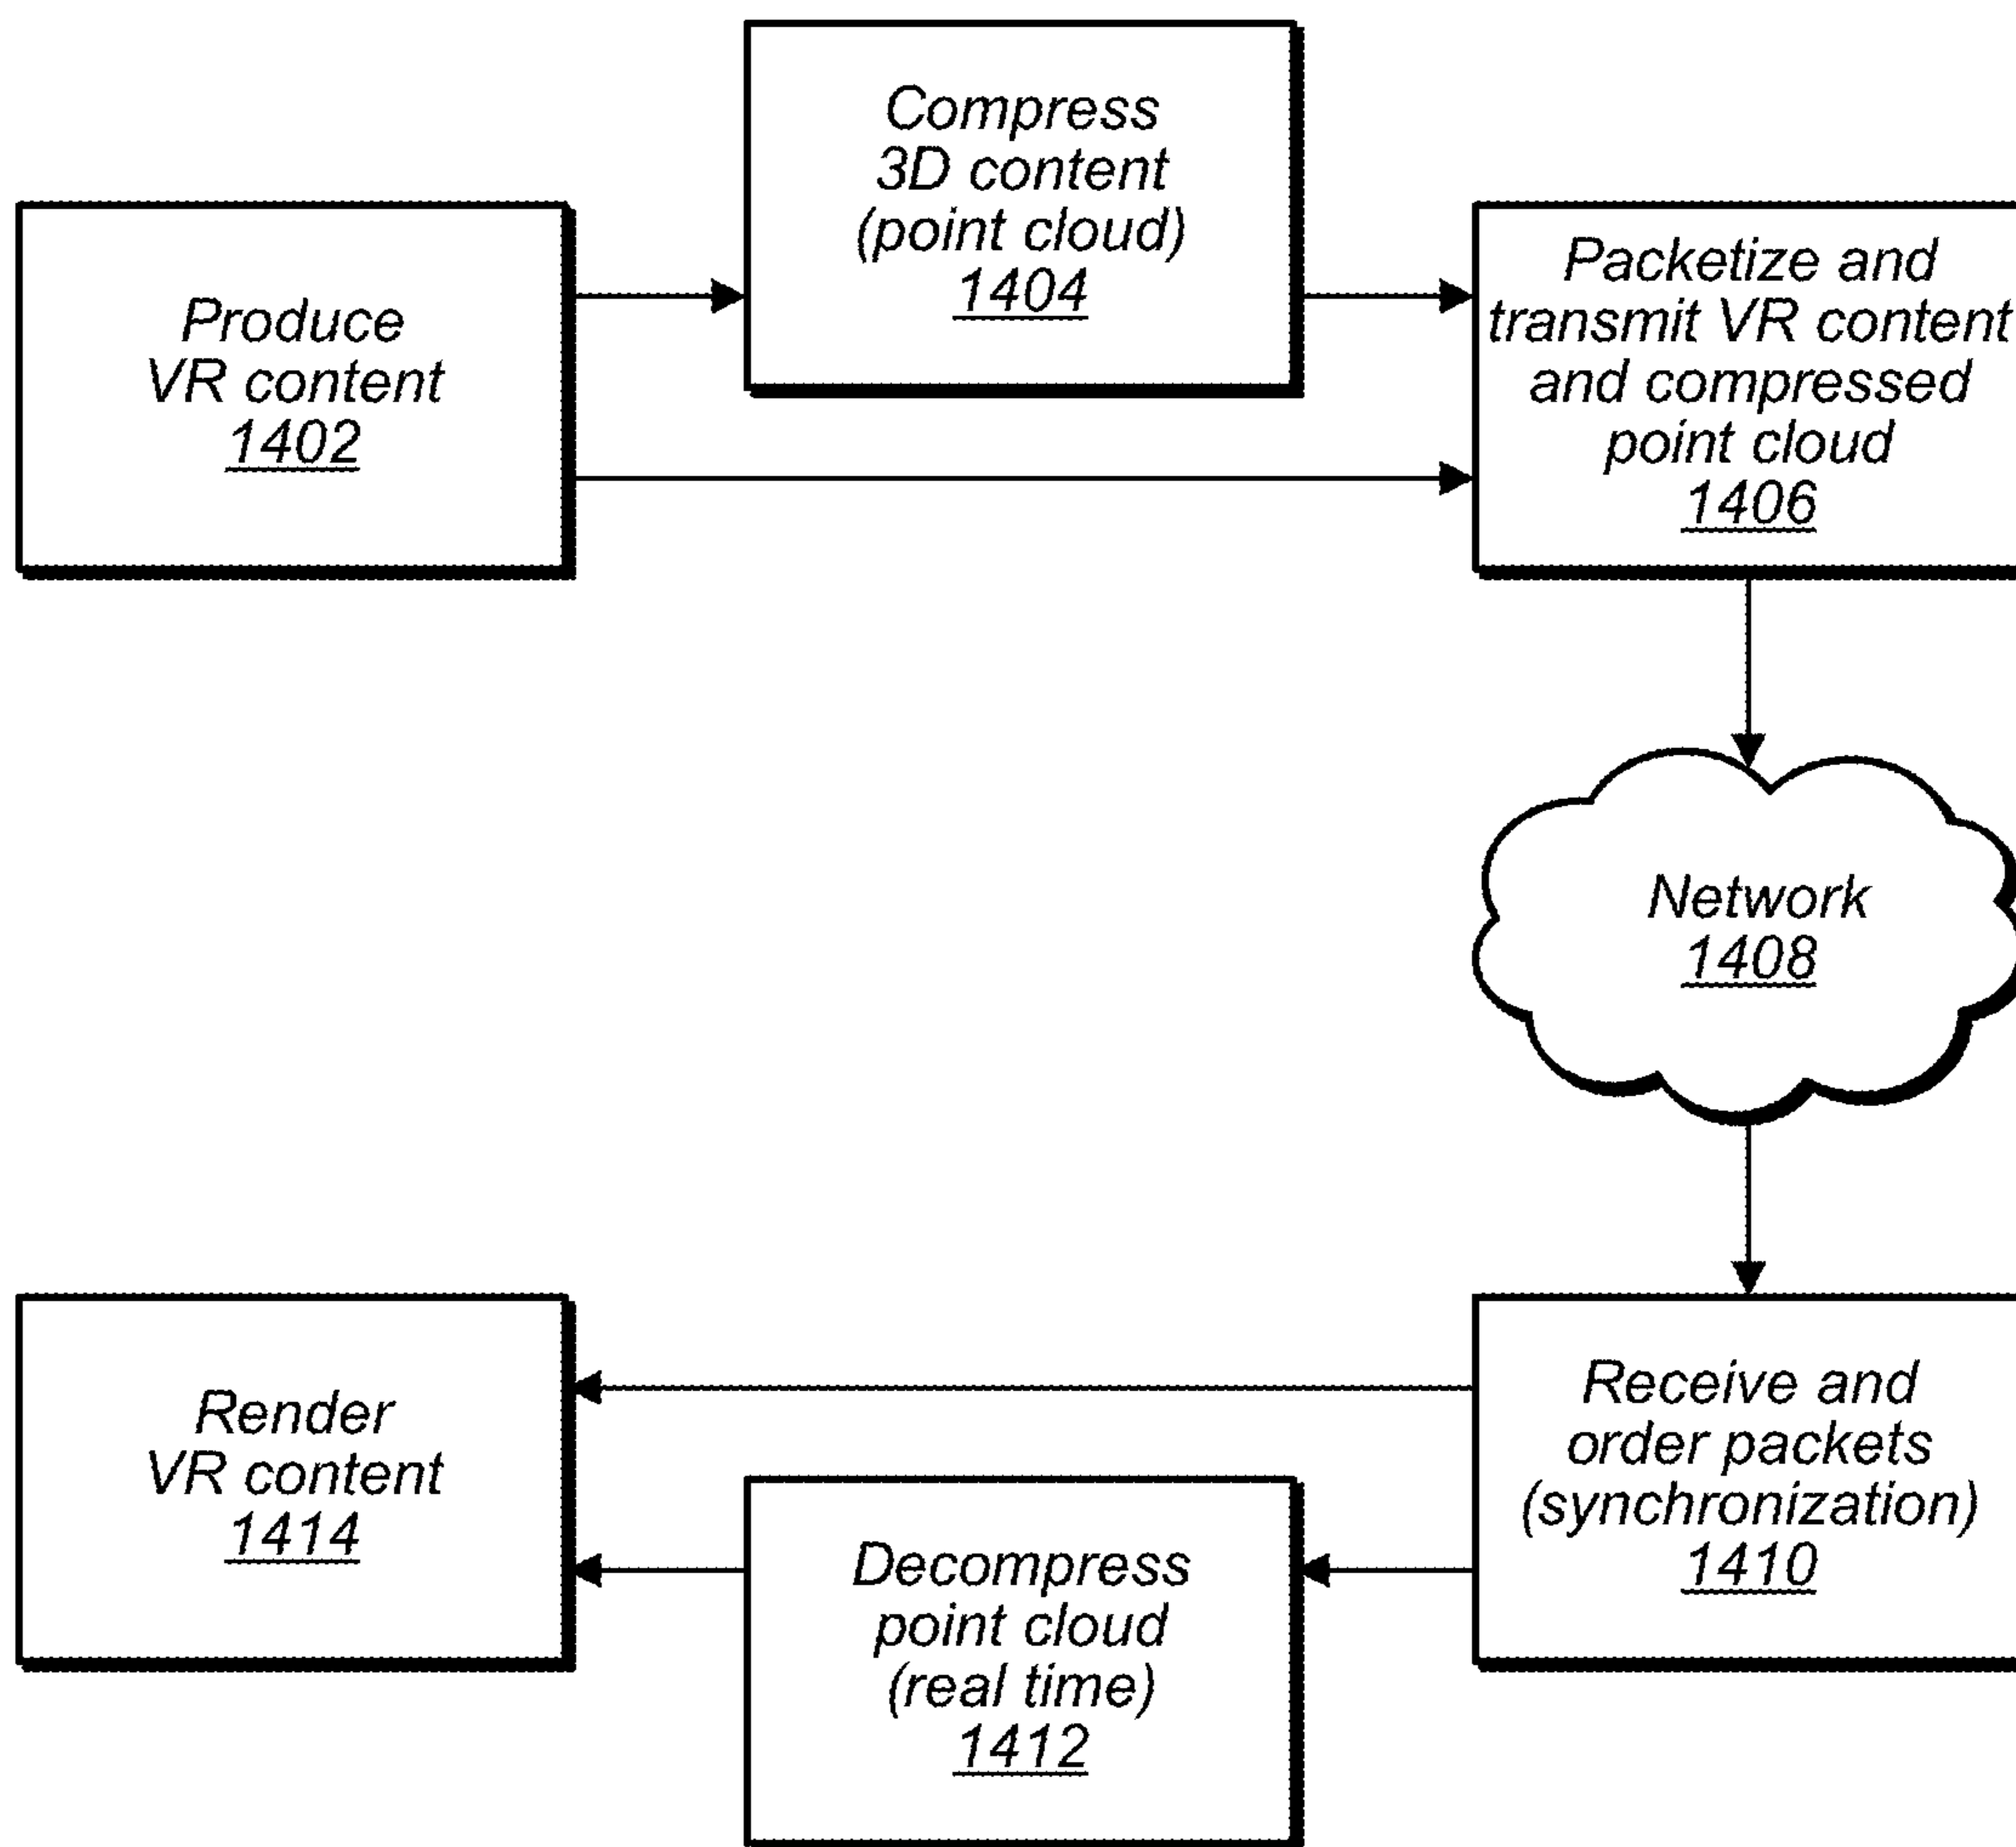 Produce
VR content
1402
Compress
3D content
(point cloud)
1404
Packetize and
transmit VR content
and compressed
point cloud
1406
Network
1408
Receive and
order packets
(synchronization)
1410
Decompress
point cloud
(real time)
1412
Render
VR content
1414